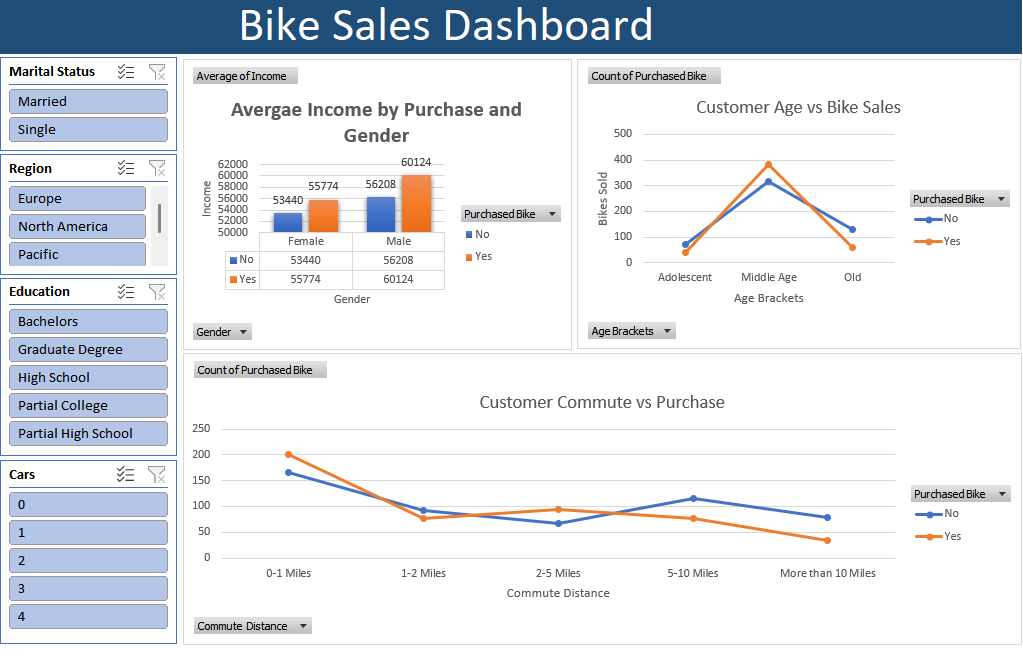 Bike Sales Dashboard
Marital Status
Married
Single
Region
Europe
North America
Pacific
Education
Bachelors
Graduate Degree
High School
Partial College
Partial High School
Cars
0
1
2
3
4
Average of Income
Avergae Income by Purchase and
Gender
62000
60000
58000
56000
54000
52000
50000
Income
53440
55774
56208
60124
Female Male
No 53440 56208
Yes 55774 60124
Gender
Purchased Bike
No
Yes
Gender
Count of Purchased Bike
Customer Age vs Bike Sales
500
400
300
200
100
0
Bikes Sold
Adolescent Middle Age Old
Age Brackets
Purchased Bike
No
Yes
Age Brackets
Count of Purchased Bike
Customer Commute vs Purchase
250
200
150
100
50
0
0-1 Miles 1-2 Miles 2-5 Miles 5-10 Miles More than 10 Miles
Commute Distance
Purchased Bike
No
Yes
Commute Distance